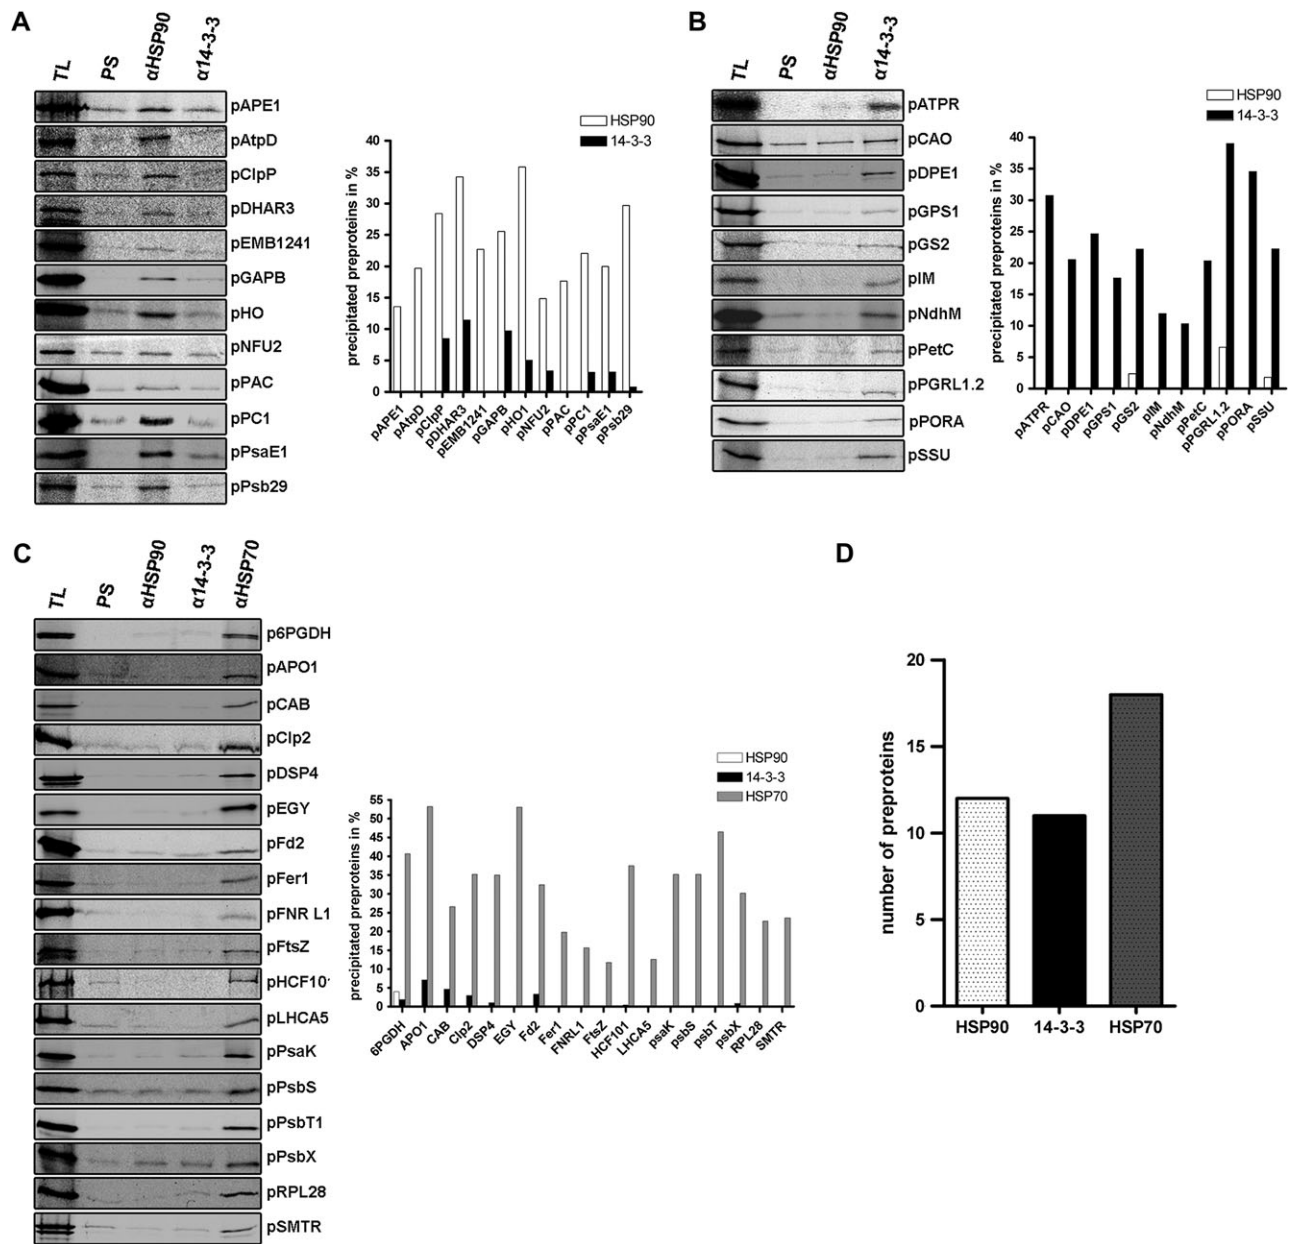 A
TL PS αHSP90 α14-3-3
pAPE1
pAtpD
pClpP
pDHAR3
pEMB1241
pGAPB
pHO
pNFU2
pPAC
pPC1
pPsaE1
pPsb29
HSP90
14-3-3
precipitated preproteins in %
40
35
30
25
20
15
10
5
0
pAPE1 pAtpD pClpP pDHAR3 pEMB1241 pGAPB pHO1 pNFU2 pPAC pPC1 pPsaE1 pPsb29
B
TL PS αHSP90 α14-3-3
pATPR
pCAO
pDPE1
pGPS1
pGS2
pIM
pNdhM
pPetC
pPGRL1.2
pPORA
pSSU
HSP90
14-3-3
precipitated preproteins in %
40
35
30
25
20
15
10
5
0
pATPR pCAO pDPE1 pGPS1 pGS2 pIM pNdhM pPetC pPGRL1.2 pPORA pSSU
C
TL PS αHSP90 α14-3-3 αHSP70
p6PGDH
pAPO1
pCAB
pClp2
pDSP4
pEGY
pFd2
pFer1
pFNR L1
pFtsZ
pHCF10
pLHCA5
pPsaK
pPsbS
pPsbT1
pPsbX
pRPL28
pSMTR
HSP90
14-3-3
HSP70
precipitated preproteins in %
55
50
45
40
35
30
25
20
15
10
5
0
6PGDH APO1 CAB Clp2 DSP4 EGY Fd2 Fer1 FNRL1 FtsZ HCF101 LHCA5 psaK psbS psbT psbX RPL28 SMTR
D
number of preproteins
20
15
10
5
0
HSP90 14-3-3 HSP70